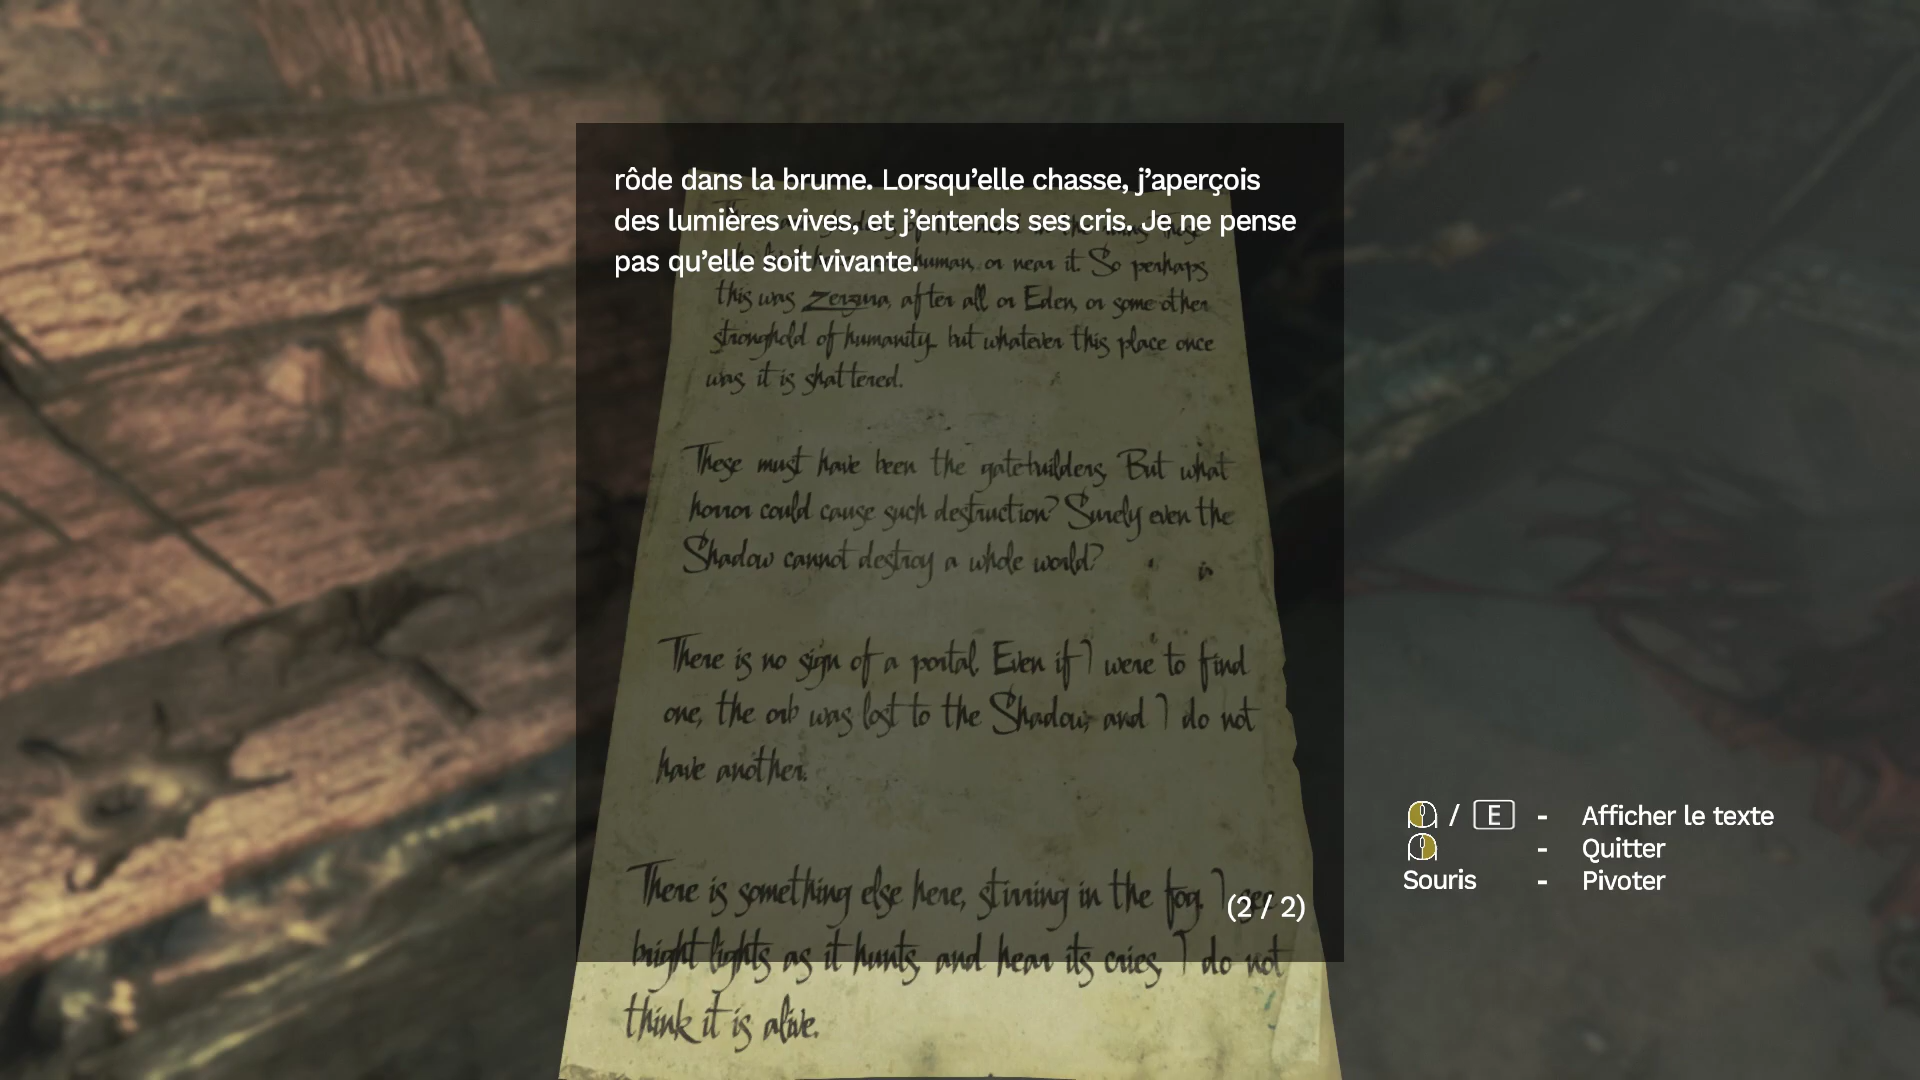 rôde dans la brume. Lorsqu'elle chasse, j'aperçois
des lumières vives, et j'entends ses cris. Je ne pense
pas qu'elle soit vivante.
human, or near it. So perhaps
this was Zerzura, after all or Eden, or some other
stronghold of humanity, but whatever this place once
was, it is shattered.
These must have been the gatebuilders, But what
horror could cause such destruction? Surely even the
Shadow cannot destroy a whole world?
There is no sign of a portal. Even if I were to find
one, the orb was lost to the Shadow, and I do not
have another.
There is something else here, stirring in the fog. I see
(2 / 2)
bright lights as it hunts, and hear its cries, I do not
think it is alive.
/ E - Afficher le texte
- Quitter
Souris - Pivoter